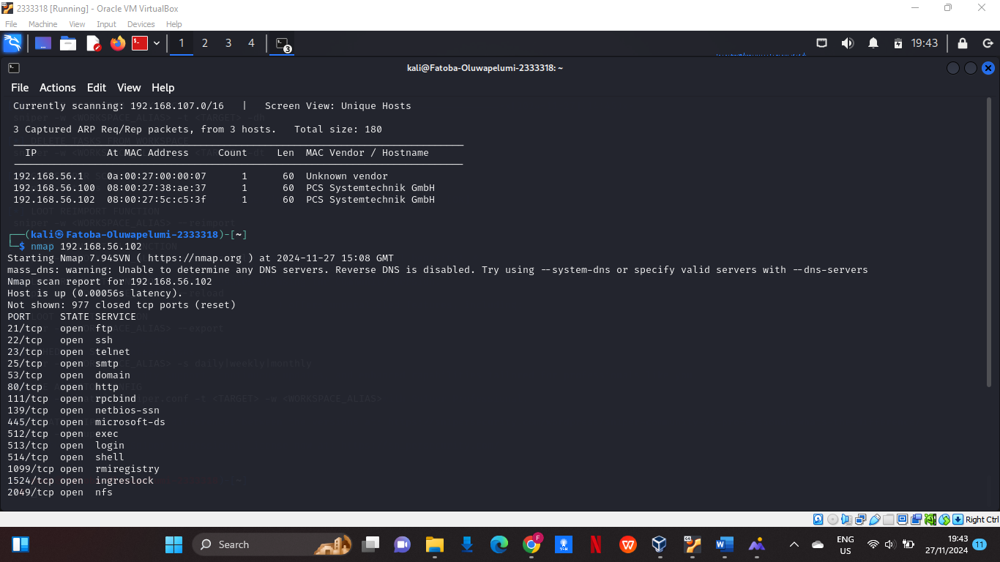 2333318 [Running] - Oracle VM VirtualBox
File Machine View Input Devices Help
1 2 3 4 3 19:43
kali@Fatoba-Oluwapelumi-2333318: ~
File Actions Edit View Help
Currently scanning: 192.168.107.0/16 | Screen View: Unique Hosts
sniper -w <WORKSPACE_ALIAS> -t <TARGET> -dh
3 Captured ARP Req/Rep packets, from 3 hosts. Total size: 180
IP At MAC Address Count Len MAC Vendor / Hostname
192.168.56.1 0a:00:27:00:00:07 1 60 Unknown vendor
192.168.56.100 08:00:27:38:ae:37 1 60 PCS Systemtechnik GmbH
192.168.56.102 08:00:27:5c:c5:3f 1 60 PCS Systemtechnik GmbH
LOOT REIMPORT FUNCTION
sniper -w <WORKSPACE_ALIAS> --reimport
(kali㉿Fatoba-Oluwapelumi-2333318)-[~]
$ nmap 192.168.56.102
Starting Nmap 7.94SVN ( https://nmap.org ) at 2024-11-27 15:08 GMT
mass_dns: warning: Unable to determine any DNS servers. Reverse DNS is disabled. Try using --system-dns or specify valid servers with --dns-servers
Nmap scan report for 192.168.56.102
Host is up (0.00056s latency).
Not shown: 977 closed tcp ports (reset)
PORT STATE SERVICE
21/tcp open ftp
22/tcp open ssh
23/tcp open telnet
25/tcp open smtp
53/tcp open domain
80/tcp open http
111/tcp open rpcbind
139/tcp open netbios-ssn
445/tcp open microsoft-ds
512/tcp open exec
513/tcp open login
514/tcp open shell
1099/tcp open rmiregistry
1524/tcp open ingreslock
2049/tcp open nfs
Right Ctrl
Search
F
ENG
US
19:43
27/11/2024
11